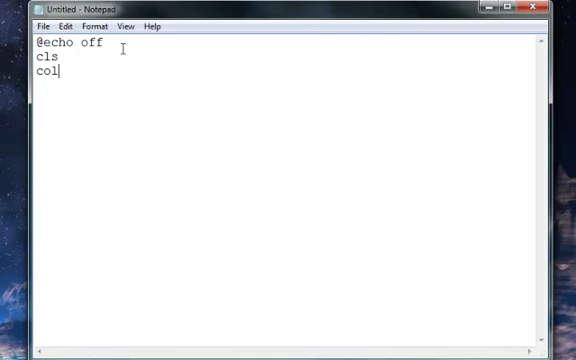 Untitled - Notepad
File Edit Format View Help
@echo off
cls
col